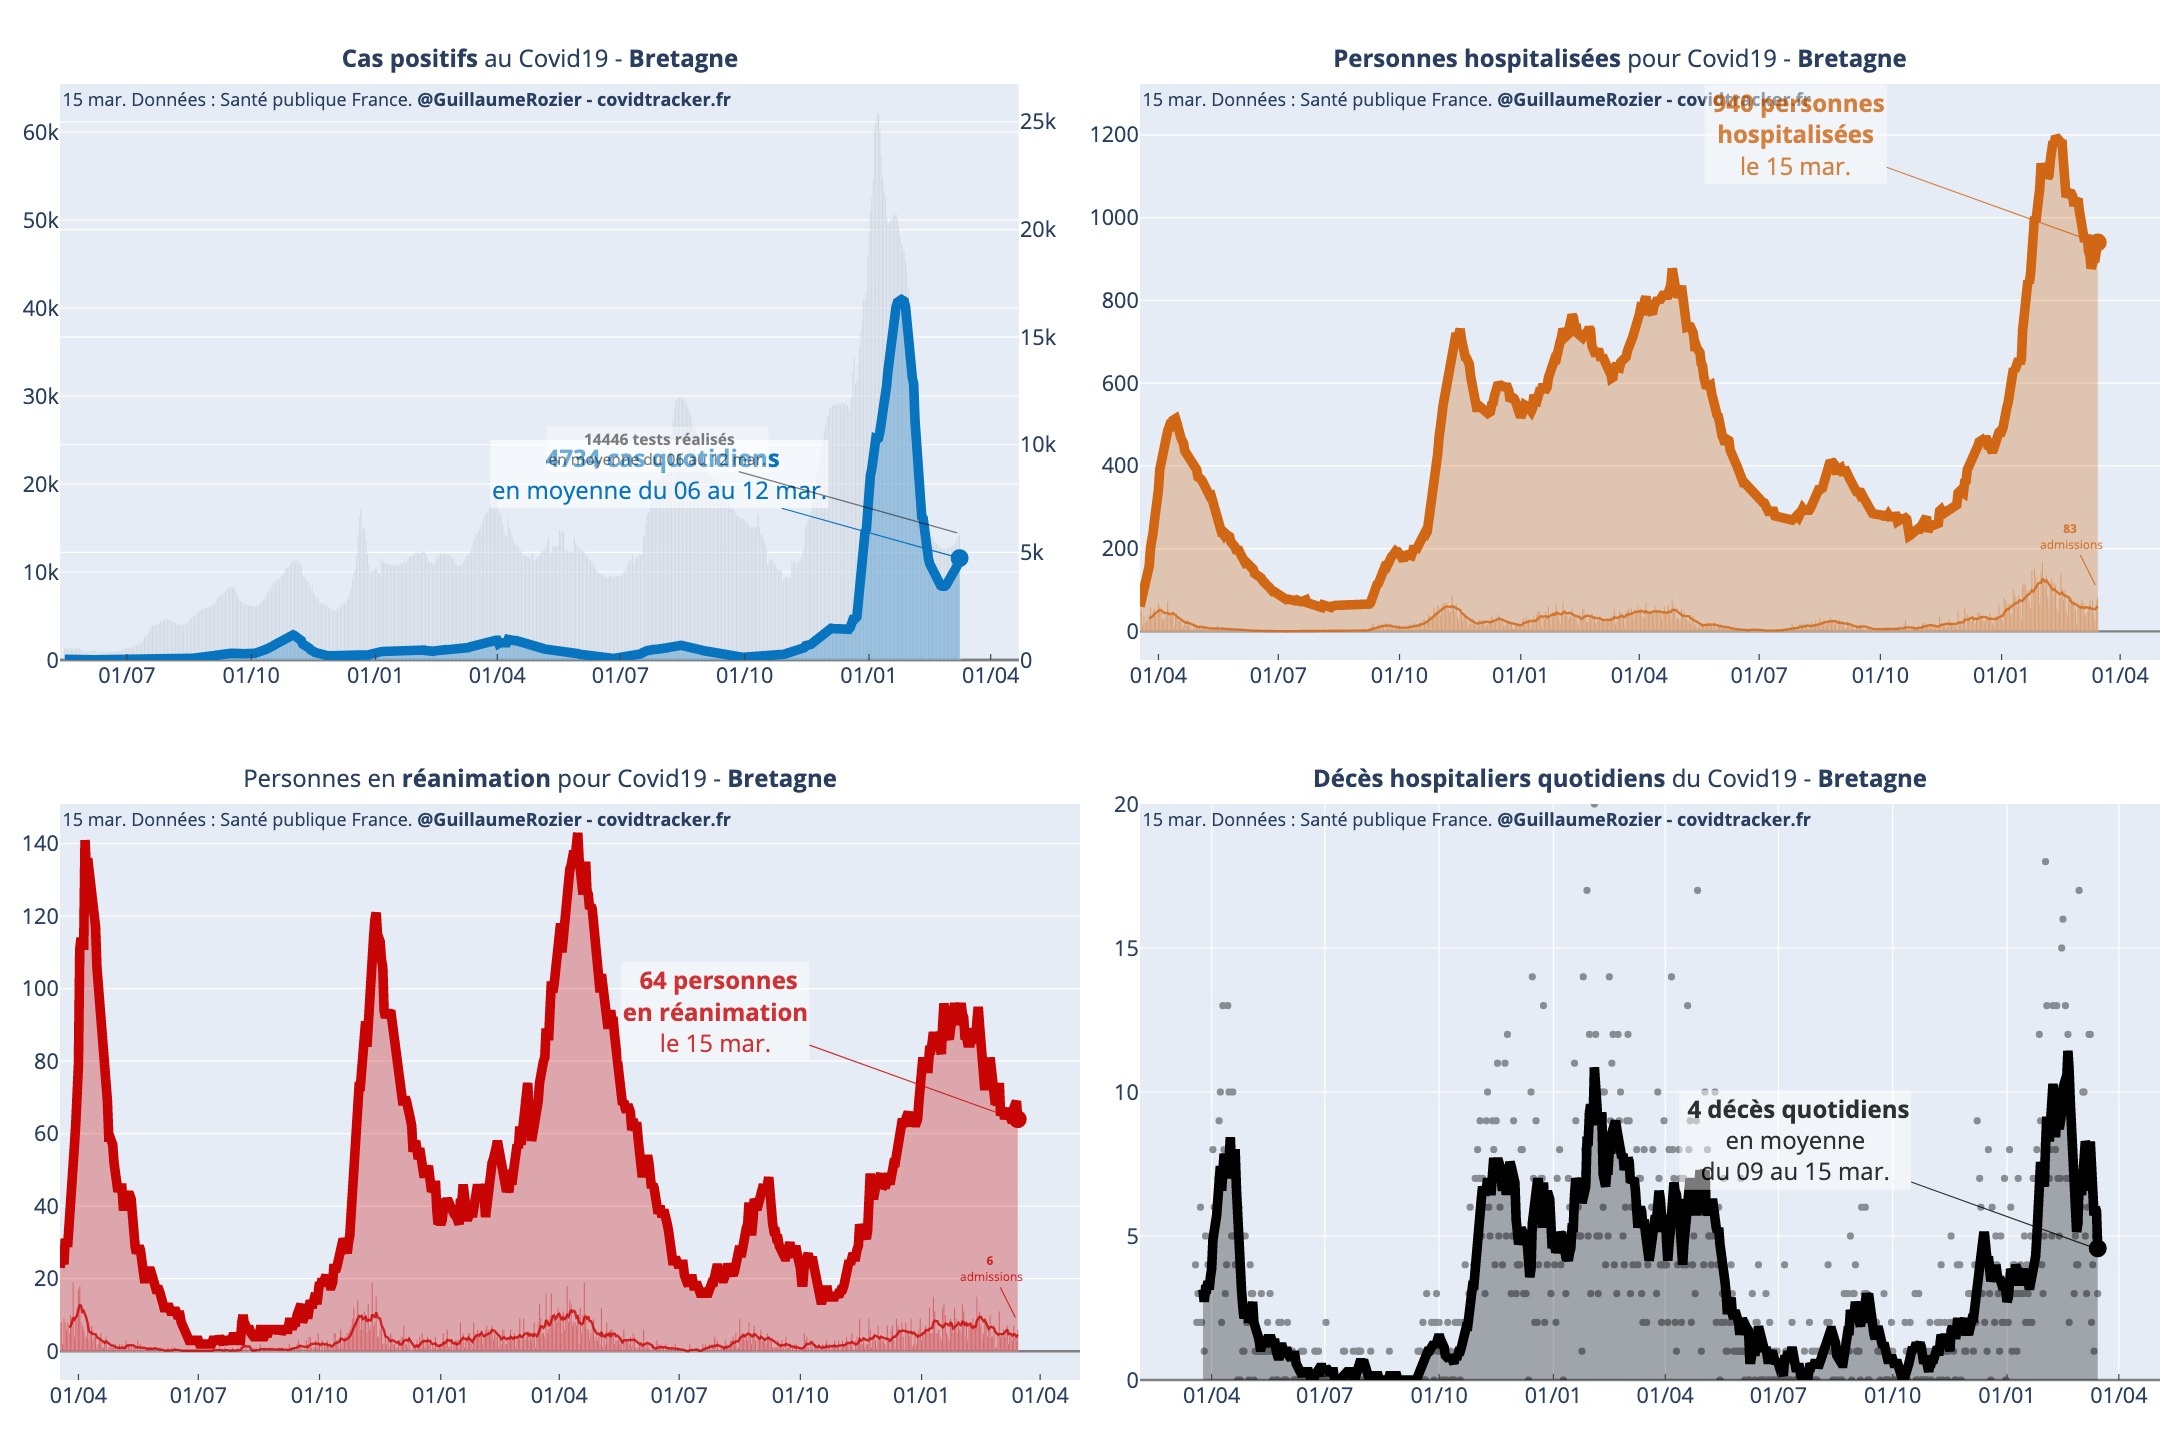 Cas positifs au Covid19 - Bretagne
15 mar. Données : Santé publique France. @GuillaumeRozier - covidtracker.fr
60k
50k
40k
30k
20k
10k
0
25k
20k
15k
10k
5k
0
14446 tests réalisés
en moyenne du 06 au 12 mar.
4734 cas quotidiens
en moyenne du 06 au 12 mar.
01/07 01/10 01/01 01/04 01/07 01/10 01/01 01/04
Personnes hospitalisées pour Covid19 - Bretagne
15 mar. Données : Santé publique France. @GuillaumeRozier - covidtracker.fr
940 personnes
hospitalisées
le 15 mar.
1200
1000
800
600
400
200
0
83
admissions
01/04 01/07 01/10 01/01 01/04 01/07 01/10 01/01 01/04
Personnes en réanimation pour Covid19 - Bretagne
15 mar. Données : Santé publique France. @GuillaumeRozier - covidtracker.fr
140
120
100
80
60
40
20
0
64 personnes
en réanimation
le 15 mar.
6
admissions
01/04 01/07 01/10 01/01 01/04 01/07 01/10 01/01 01/04
Décès hospitaliers quotidiens du Covid19 - Bretagne
15 mar. Données : Santé publique France. @GuillaumeRozier - covidtracker.fr
20
15
10
5
0
4 décès quotidiens
en moyenne
du 09 au 15 mar.
01/04 01/07 01/10 01/01 01/04 01/07 01/10 01/01 01/04